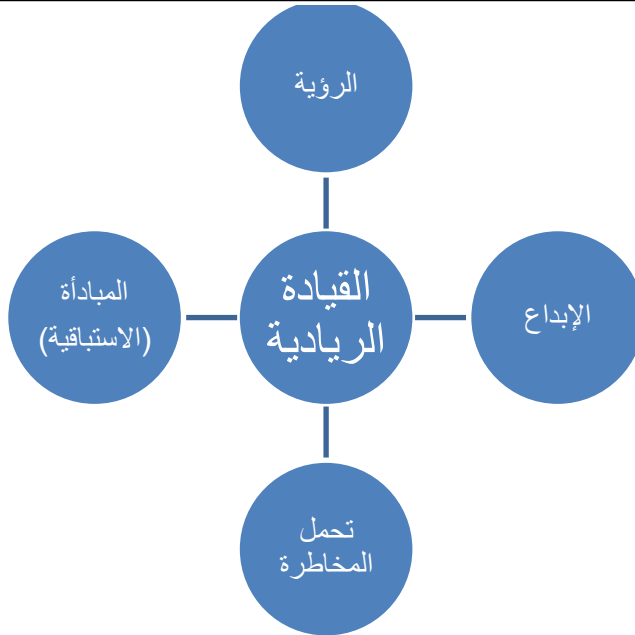 الرؤية
الإبداع
القيادة
الريادية
المبادأة
(الاستباقية)
تحمل
المخاطرة